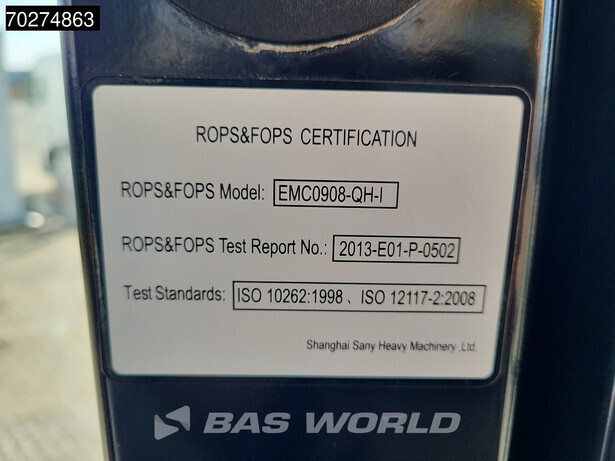 70274863
ROPS&FOPS CERTIFICATION
ROPS&FOPS Model: EMC0908-QH-I
ROPS&FOPS Test Report No.: 2013-E01-P-0502
Test Standards: ISO 10262:1998、ISO 12117-2:2008
Shanghai Sany Heavy Machinery .Ltd.
BAS WORLD